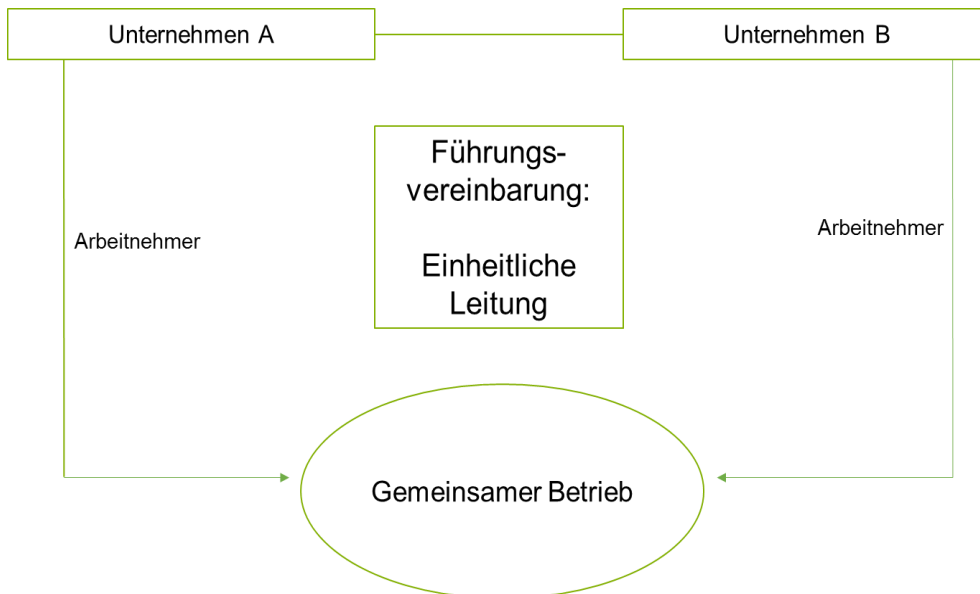 Unternehmen A
Unternehmen B
Führungs-
vereinbarung:
Einheitliche
Leitung
Arbeitnehmer
Arbeitnehmer
Gemeinsamer Betrieb